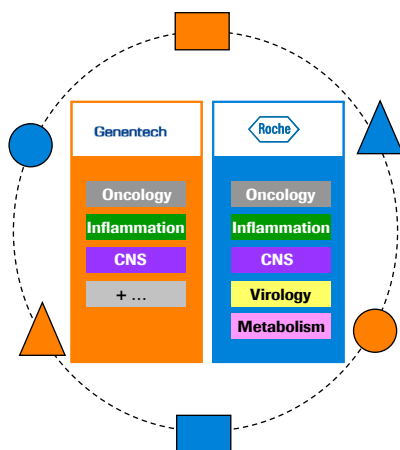 Genentech
Oncology
Inflammation
CNS
+ ...
Roche
Oncology
Inflammation
CNS
Virology
Metabolism